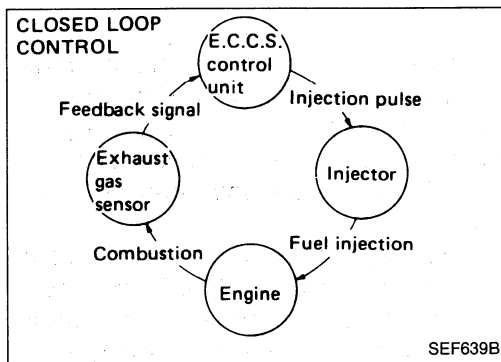 CLOSED LOOP
CONTROL
E.C.C.S.
control
unit
Injection pulse
Injector
Fuel injection
Engine
Combustion
Exhaust
gas
sensor
Feedback signal
SEF639B